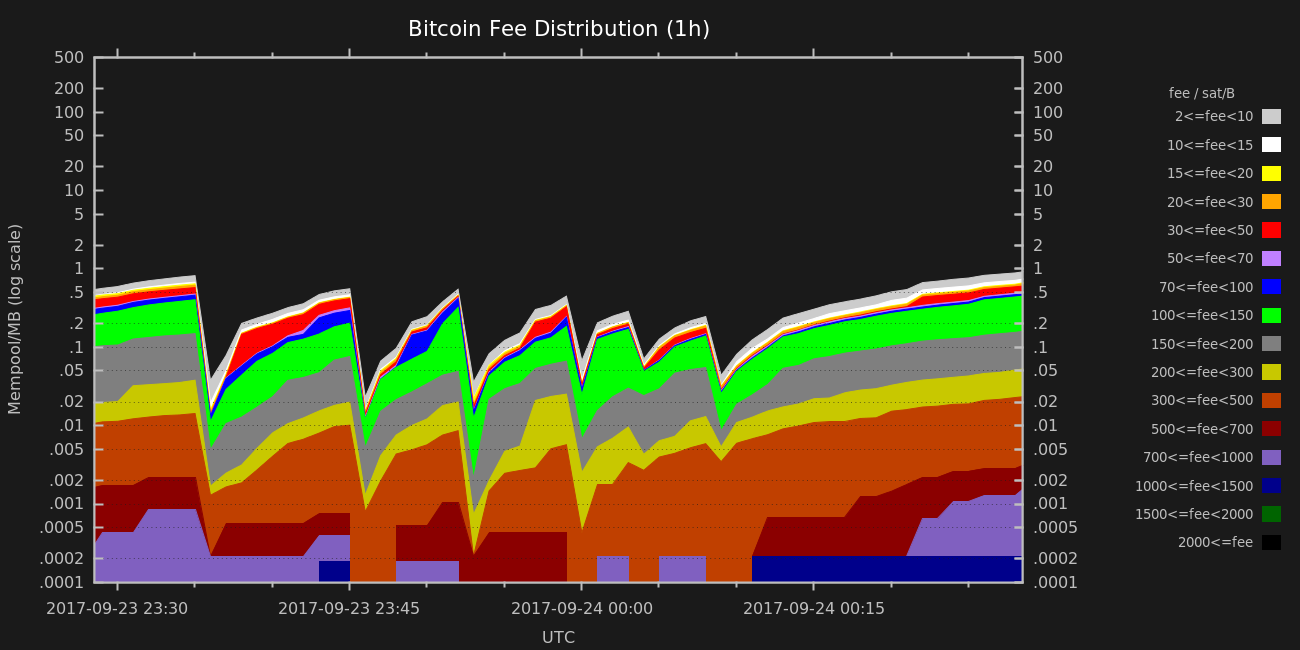 Bitcoin Fee Distribution (1h)
Mempool/MB (log scale)
500
200
100
50
20
10
5
2
1
.5
.2
.1
.05
.02
.01
.005
.002
.001
.0005
.0002
.0001
500
200
100
50
20
10
5
2
1
.5
.2
.1
.05
.02
.01
.005
.002
.001
.0005
.0002
.0001
2017-09-23 23:30
2017-09-23 23:45
2017-09-24 00:00
2017-09-24 00:15
UTC
fee / sat/B
2<=fee<10
10<=fee<15
15<=fee<20
20<=fee<30
30<=fee<50
50<=fee<70
70<=fee<100
100<=fee<150
150<=fee<200
200<=fee<300
300<=fee<500
500<=fee<700
700<=fee<1000
1000<=fee<1500
1500<=fee<2000
2000<=fee